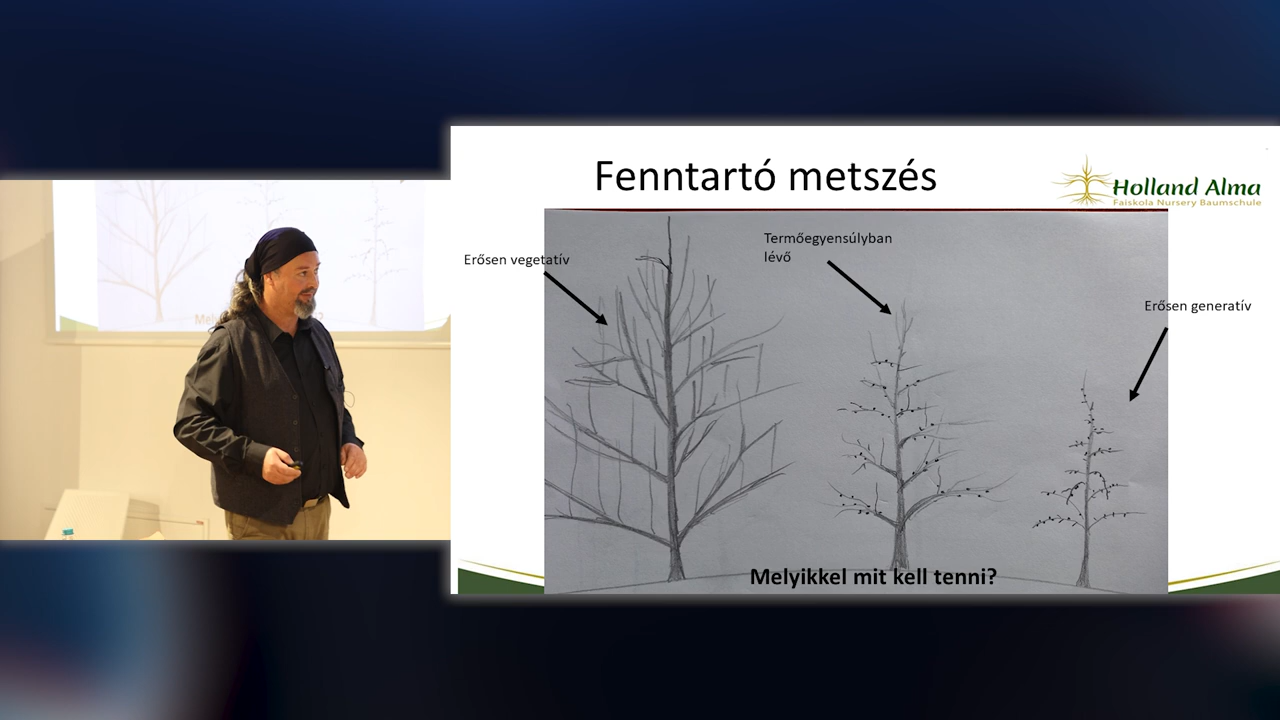 Fenntartó metszés
Holland Alma
Faiskola Nursery Baumschule
Erősen vegetatív
Termőegyensúlyban
lévő
Erősen generatív
Melyikkel mit kell tenni?